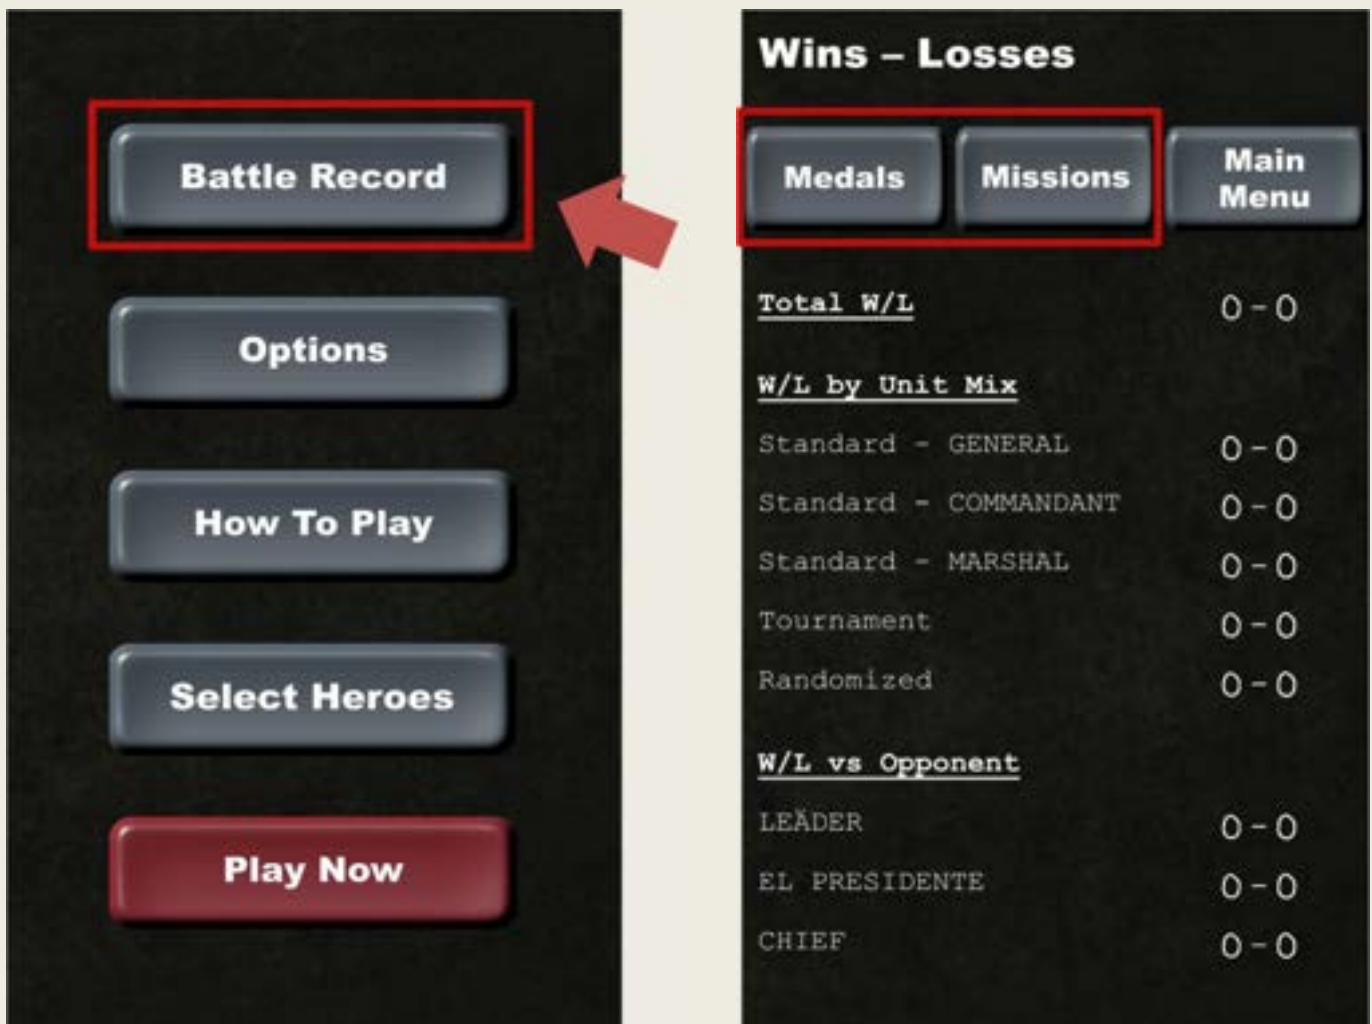 Battle Record
Options
How To Play
Select Heroes
Play Now
Wins – Losses
Medals
Missions
Main
Menu
Total W/L 0-0
W/L by Unit Mix
Standard - GENERAL 0-0
Standard - COMMANDANT 0-0
Standard - MARSHAL 0-0
Tournament 0-0
Randomized 0-0
W/L vs Opponent
LEÄDER 0-0
EL PRESIDENTE 0-0
CHIEF 0-0